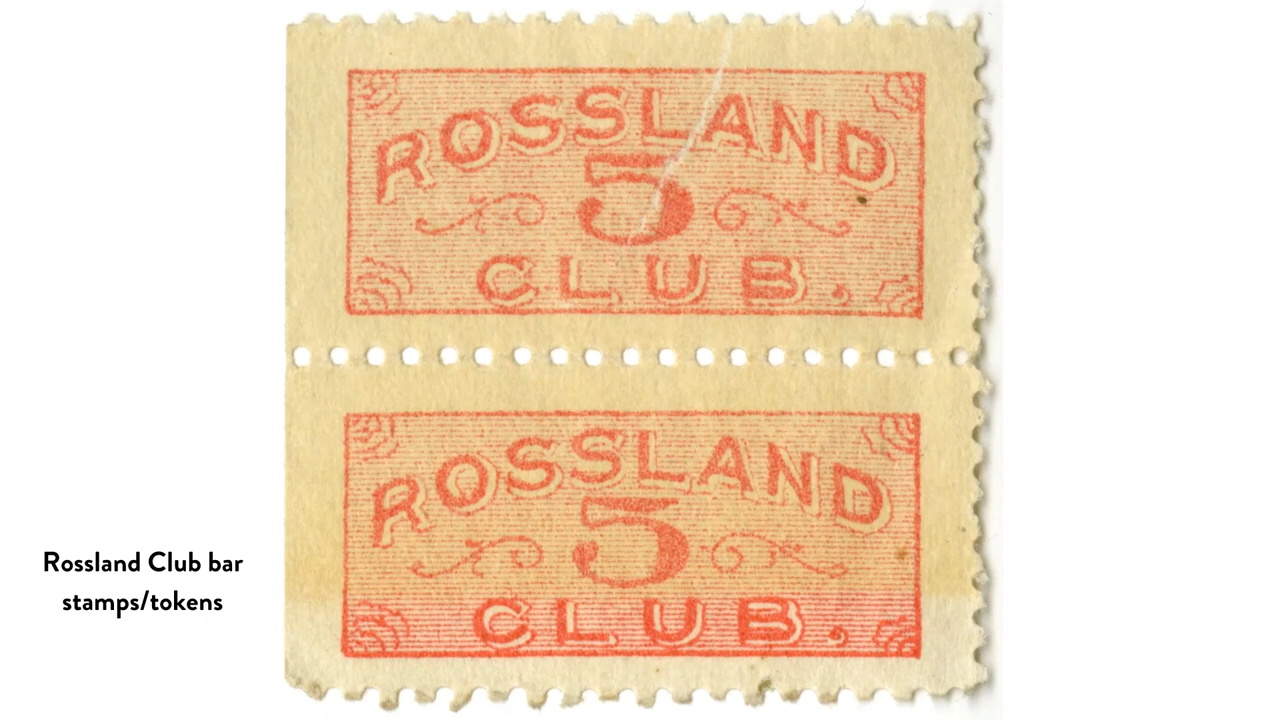 ROSSLAND
5
CLUB.
ROSSLAND
5
CLUB.
Rossland Club bar
stamps/tokens